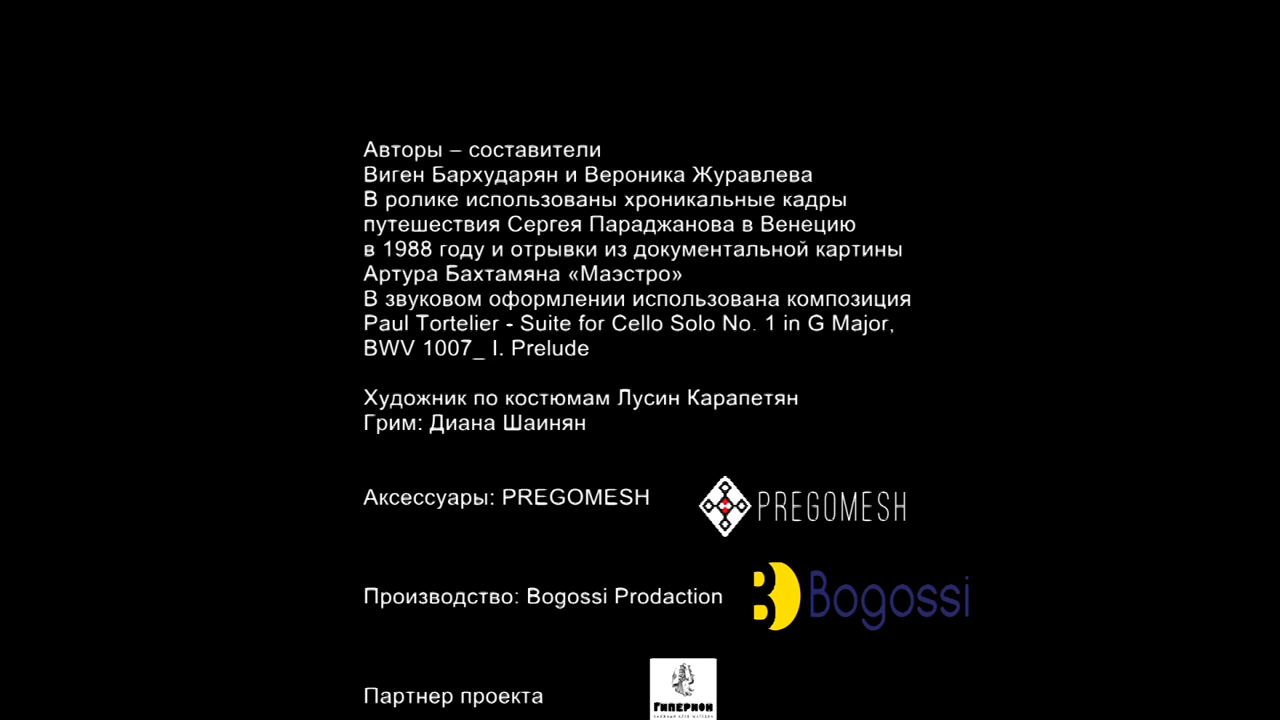 Авторы – составители
Виген Бархударян и Вероника Журавлева
В ролике использованы хроникальные кадры
путешествия Сергея Параджанова в Венецию
в 1988 году и отрывки из документальной картины
Артура Бахтамяна «Маэстро»
В звуковом оформлении использована композиция
Paul Tortelier - Suite for Cello Solo No. 1 in G Major,
BWV 1007_ I. Prelude
Художник по костюмам Лусин Карапетян
Грим: Диана Шаинян
Аксессуары: PREGOMESH PREGOMESH
Производство: Bogossi Prodaction Bogossi
Партнер проекта
Гиперион